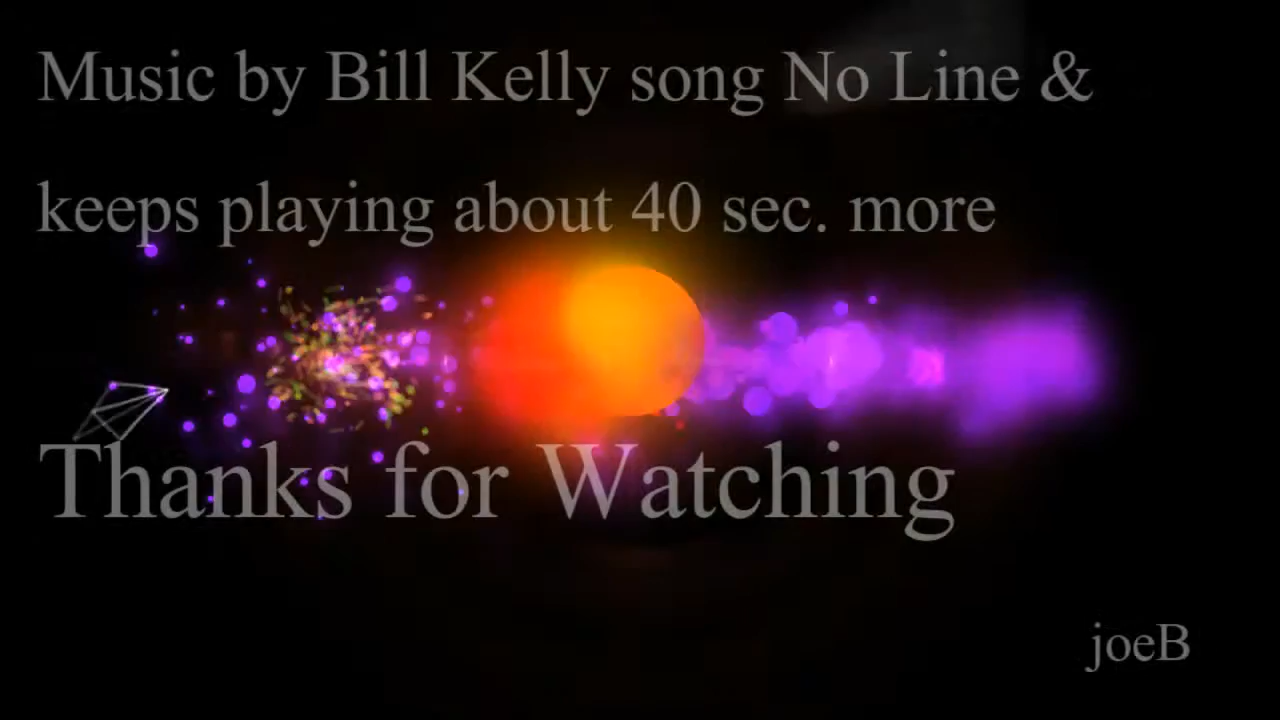 Music by Bill Kelly song No Line &
keeps playing about 40 sec. more
Thanks for Watching
joeB